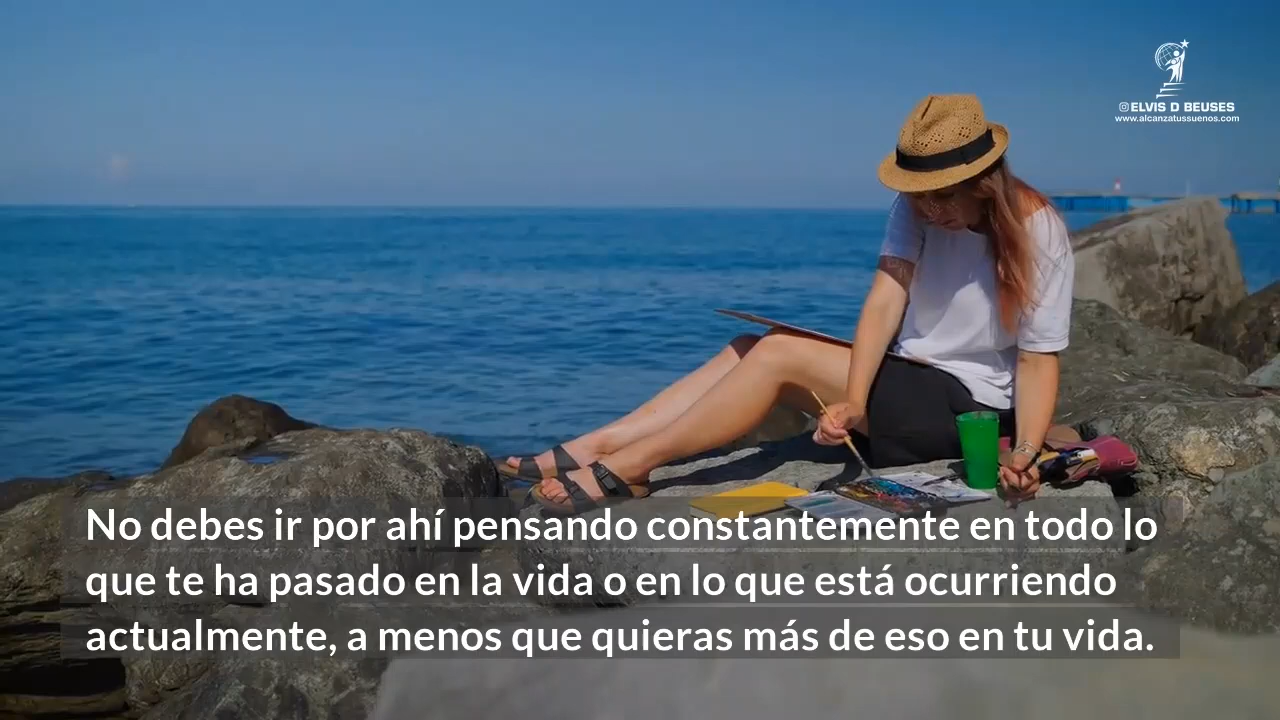 ELVIS D BEUSES
www.alcanzatussuenos.com
No debes ir por ahí pensando constantemente en todo lo
que te ha pasado en la vida o en lo que está ocurriendo
actualmente, a menos que quieras más de eso en tu vida.